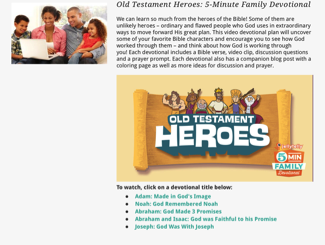 Old Testament Heroes: 5-Minute Family Devotional
We can learn so much from the heroes of the Bible! Some of them are
unlikely heroes – ordinary and flawed people who God uses in extraordinary
ways to move forward His great plan. This video devotional plan will uncover
some of your favorite Bible characters and encourage you to see how God
worked through them – and think about how God is working through
you! Each devotional includes a Bible verse, video clip, discussion questions
and a prayer prompt. Each devotional also has a companion blog post with a
coloring page as well as more ideas for discussion and prayer.
OLD TESTAMENT
HEROES
5 MIN
FAMILY
Devotions
To watch, click on a devotional title below:
Adam: Made in God's Image
Noah: God Remembered Noah
Abraham: God Made 3 Promises
Abraham and Isaac: God was Faithful to his Promise
Joseph: God Was With Joseph